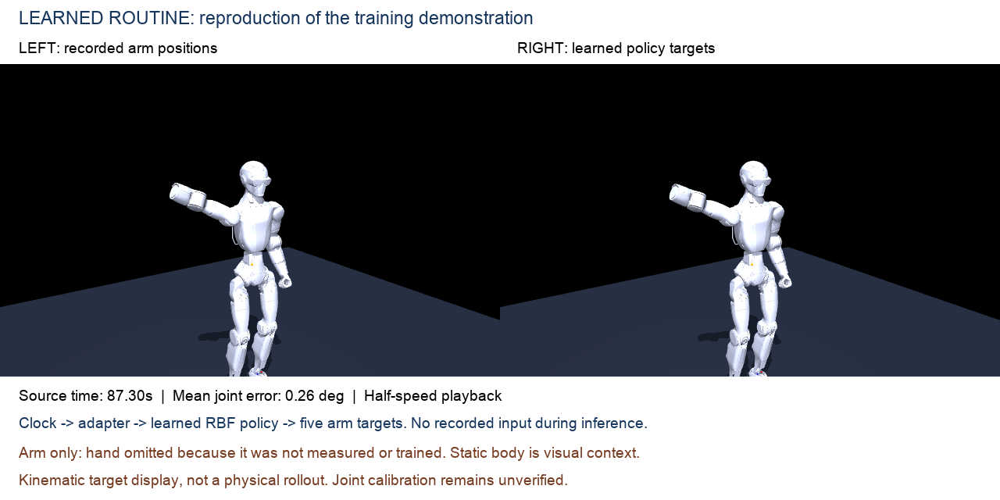 LEARNED ROUTINE: reproduction of the training demonstration
LEFT: recorded arm positions
RIGHT: learned policy targets
Source time: 87.30s | Mean joint error: 0.26 deg | Half-speed playback
Clock -> adapter -> learned RBF policy -> five arm targets. No recorded input during inference.
Arm only: hand omitted because it was not measured or trained. Static body is visual context.
Kinematic target display, not a physical rollout. Joint calibration remains unverified.